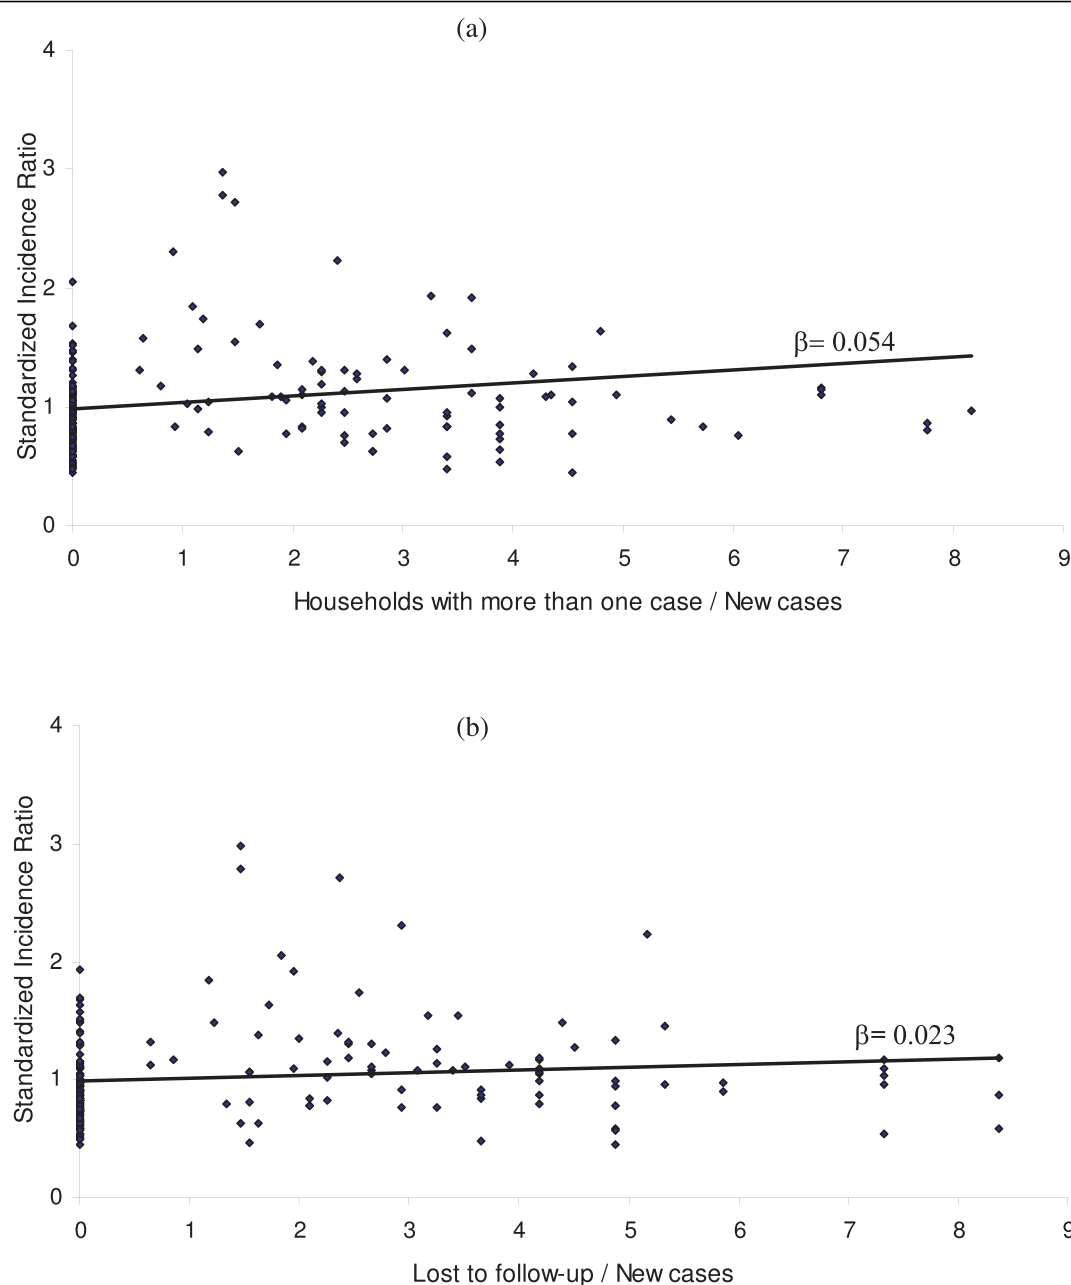 (a)
4
3
2
1
0
Standardized Incidence Ratio
β= 0.054
0 1 2 3 4 5 6 7 8 9
Households with more than one case / New cases
(b)
4
3
2
1
0
Standardized Incidence Ratio
β= 0.023
0 1 2 3 4 5 6 7 8 9
Lost to follow-up / New cases